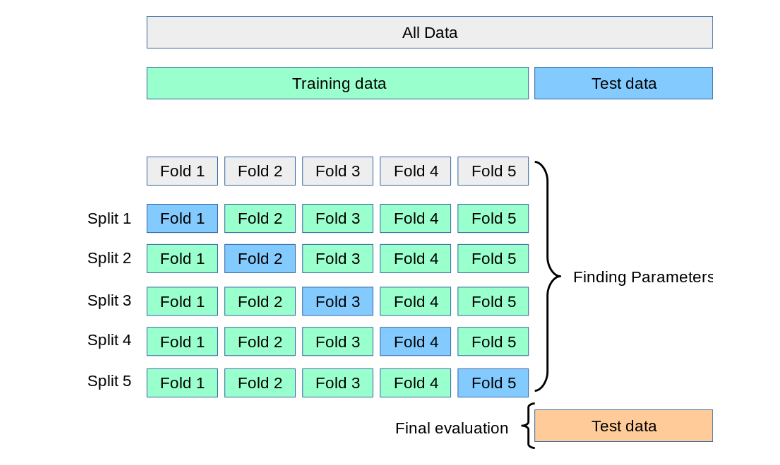 All Data
Training data Test data
Fold 1 Fold 2 Fold 3 Fold 4 Fold 5
Split 1 Fold 1 Fold 2 Fold 3 Fold 4 Fold 5
Split 2 Fold 1 Fold 2 Fold 3 Fold 4 Fold 5
Finding Parameters
Split 3 Fold 1 Fold 2 Fold 3 Fold 4 Fold 5
Split 4 Fold 1 Fold 2 Fold 3 Fold 4 Fold 5
Split 5 Fold 1 Fold 2 Fold 3 Fold 4 Fold 5
Final evaluation Test data